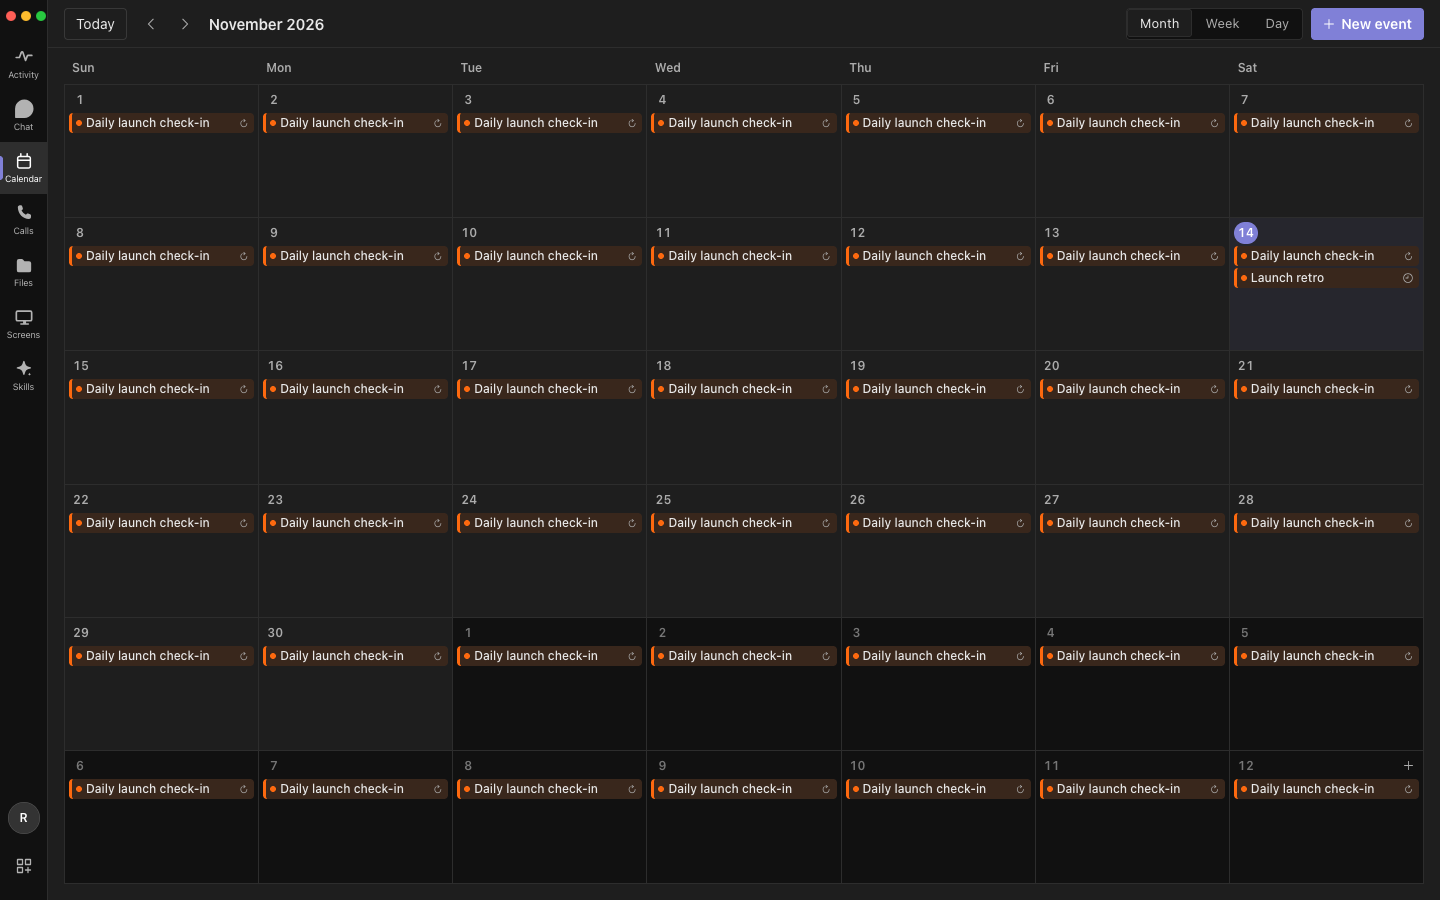 Today
November 2026
Month Week Day
+ New event
Activity
Chat
Calendar
Calls
Files
Screens
Skills
R
Sun Mon Tue Wed Thu Fri Sat
1 2 3 4 5 6 7
Daily launch check-in Daily launch check-in Daily launch check-in Daily launch check-in Daily launch check-in Daily launch check-in Daily launch check-in
8 9 10 11 12 13 14
Daily launch check-in Daily launch check-in Daily launch check-in Daily launch check-in Daily launch check-in Daily launch check-in Daily launch check-in
Launch retro
15 16 17 18 19 20 21
Daily launch check-in Daily launch check-in Daily launch check-in Daily launch check-in Daily launch check-in Daily launch check-in Daily launch check-in
22 23 24 25 26 27 28
Daily launch check-in Daily launch check-in Daily launch check-in Daily launch check-in Daily launch check-in Daily launch check-in Daily launch check-in
29 30 1 2 3 4 5
Daily launch check-in Daily launch check-in Daily launch check-in Daily launch check-in Daily launch check-in Daily launch check-in Daily launch check-in
6 7 8 9 10 11 12
Daily launch check-in Daily launch check-in Daily launch check-in Daily launch check-in Daily launch check-in Daily launch check-in Daily launch check-in